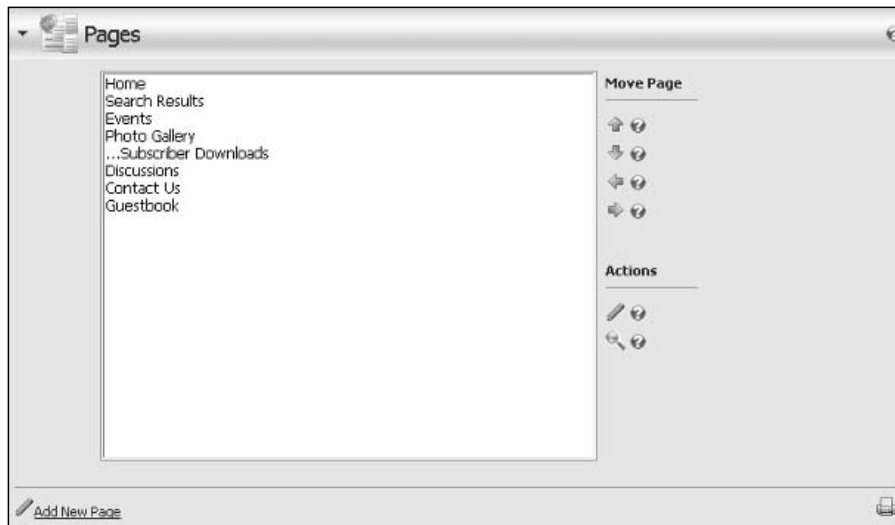 Pages
Home
Search Results
Events
Photo Gallery
...Subscriber Downloads
Discussions
Contact Us
Guestbook
Move Page
Actions
Add New Page